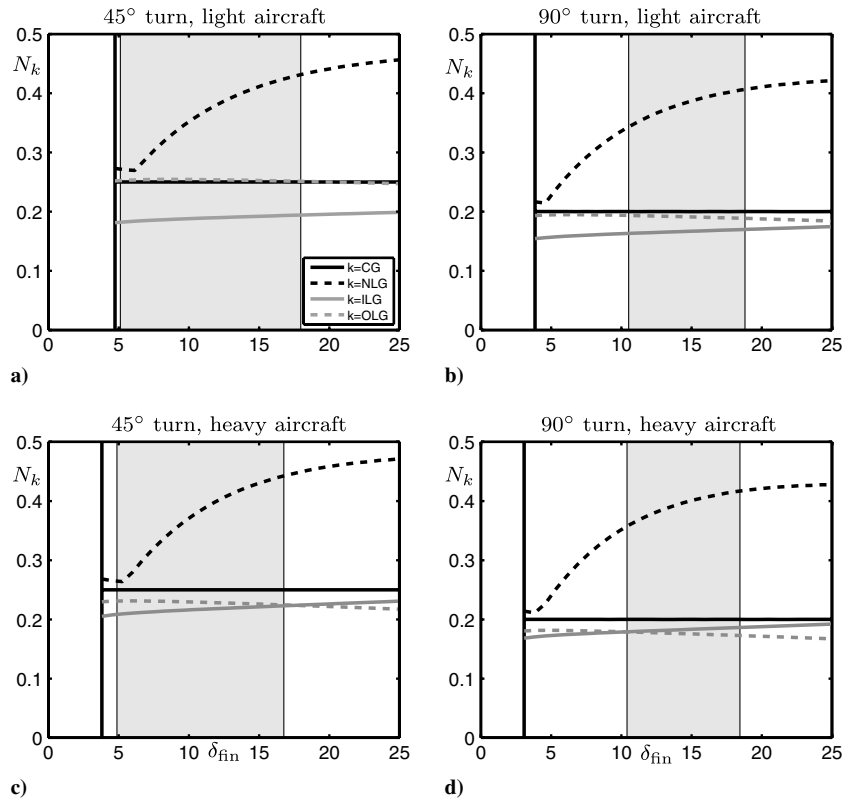 45° turn, light aircraft
0.5
N_k
0.4
0.3
0.2
0.1
0
0 5 10 15 20 25
k=CG
k=NLG
k=ILG
k=OLG
a)
90° turn, light aircraft
0.5
N_k
0.4
0.3
0.2
0.1
0
0 5 10 15 20 25
b)
45° turn, heavy aircraft
0.5
N_k
0.4
0.3
0.2
0.1
0
0 5 10 15 20 25
δ_fin
c)
90° turn, heavy aircraft
0.5
N_k
0.4
0.3
0.2
0.1
0
0 5 10 15 20 25
δ_fin
d)